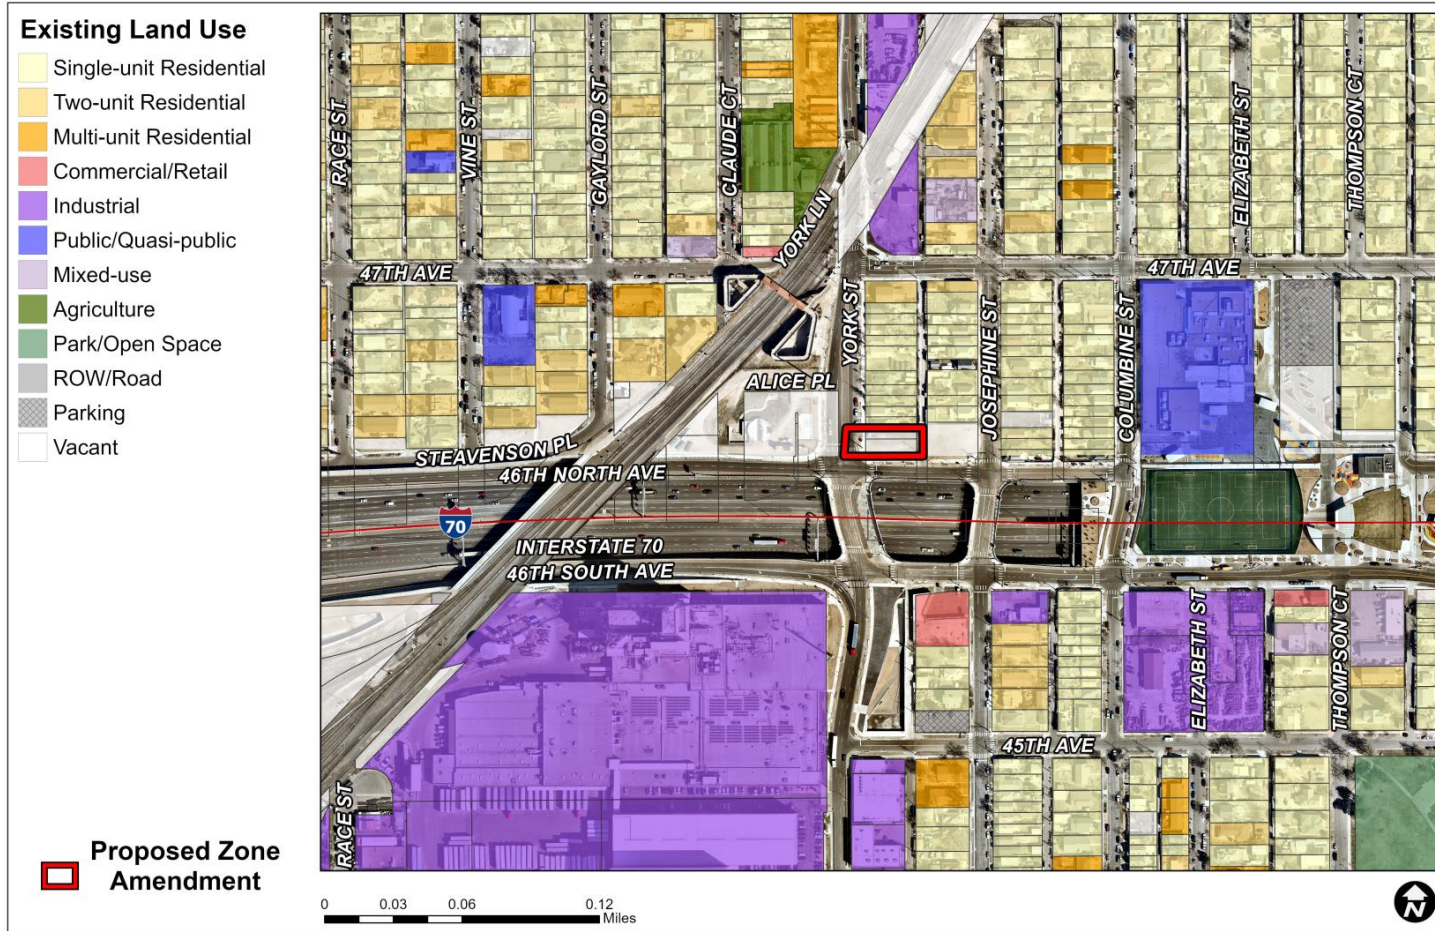 Existing Land Use
Single-unit Residential
Two-unit Residential
Multi-unit Residential
Commercial/Retail
Industrial
Public/Quasi-public
Mixed-use
Agriculture
Park/Open Space
ROW/Road
Parking
Vacant
Proposed Zone
Amendment
RACE ST
VINE ST
GAYLORD ST
CLAUDE CT
YORK LN
ELIZABETH ST
THOMPSON CT
47TH AVE
47TH AVE
YORK ST
JOSEPHINE ST
COLUMBINE ST
ALICE PL
STEAVENSON PL
46TH NORTH AVE
70
INTERSTATE 70
46TH SOUTH AVE
ELIZABETH ST
THOMPSON CT
45TH AVE
RACE ST
0 0.03 0.06 0.12
Miles
N